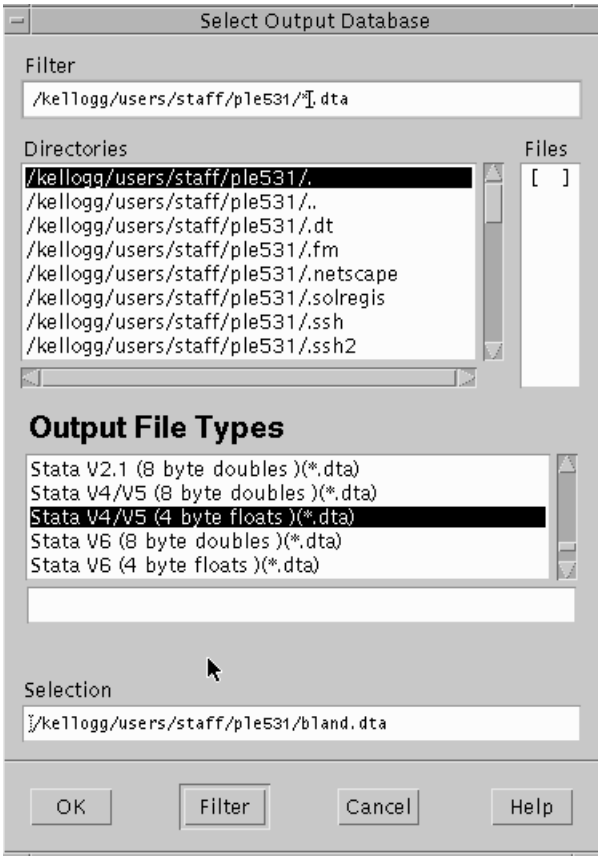 Select Output Database
Filter
/kellogg/users/staff/ple531/*.dta
Directories
Files
/kellogg/users/staff/ple531/.
[ ]
/kellogg/users/staff/ple531/..
/kellogg/users/staff/ple531/.dt
/kellogg/users/staff/ple531/.fm
/kellogg/users/staff/ple531/.netscape
/kellogg/users/staff/ple531/.solregis
/kellogg/users/staff/ple531/.ssh
/kellogg/users/staff/ple531/.ssh2
Output File Types
Stata V2.1 (8 byte doubles )(*.dta)
Stata V4/V5 (8 byte doubles )(*.dta)
Stata V4/V5 (4 byte floats )(*.dta)
Stata V6 (8 byte doubles )(*.dta)
Stata V6 (4 byte floats )(*.dta)
Selection
/kellogg/users/staff/ple531/bland.dta
OK
Filter
Cancel
Help